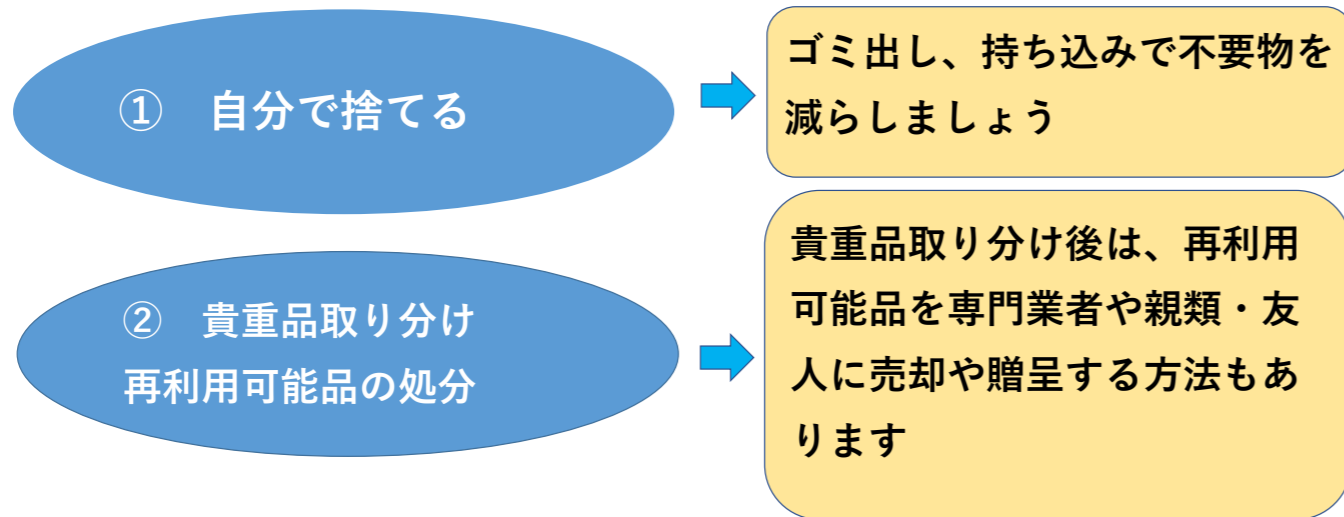 ① 自分で捨てる
ゴミ出し、持ち込みで不要物を
減らしましょう
② 貴重品取り分け
再利用可能品の処分
貴重品取り分け後は、再利用
可能品を専門業者や親類・友
人に売却や贈呈する方法もあ
ります